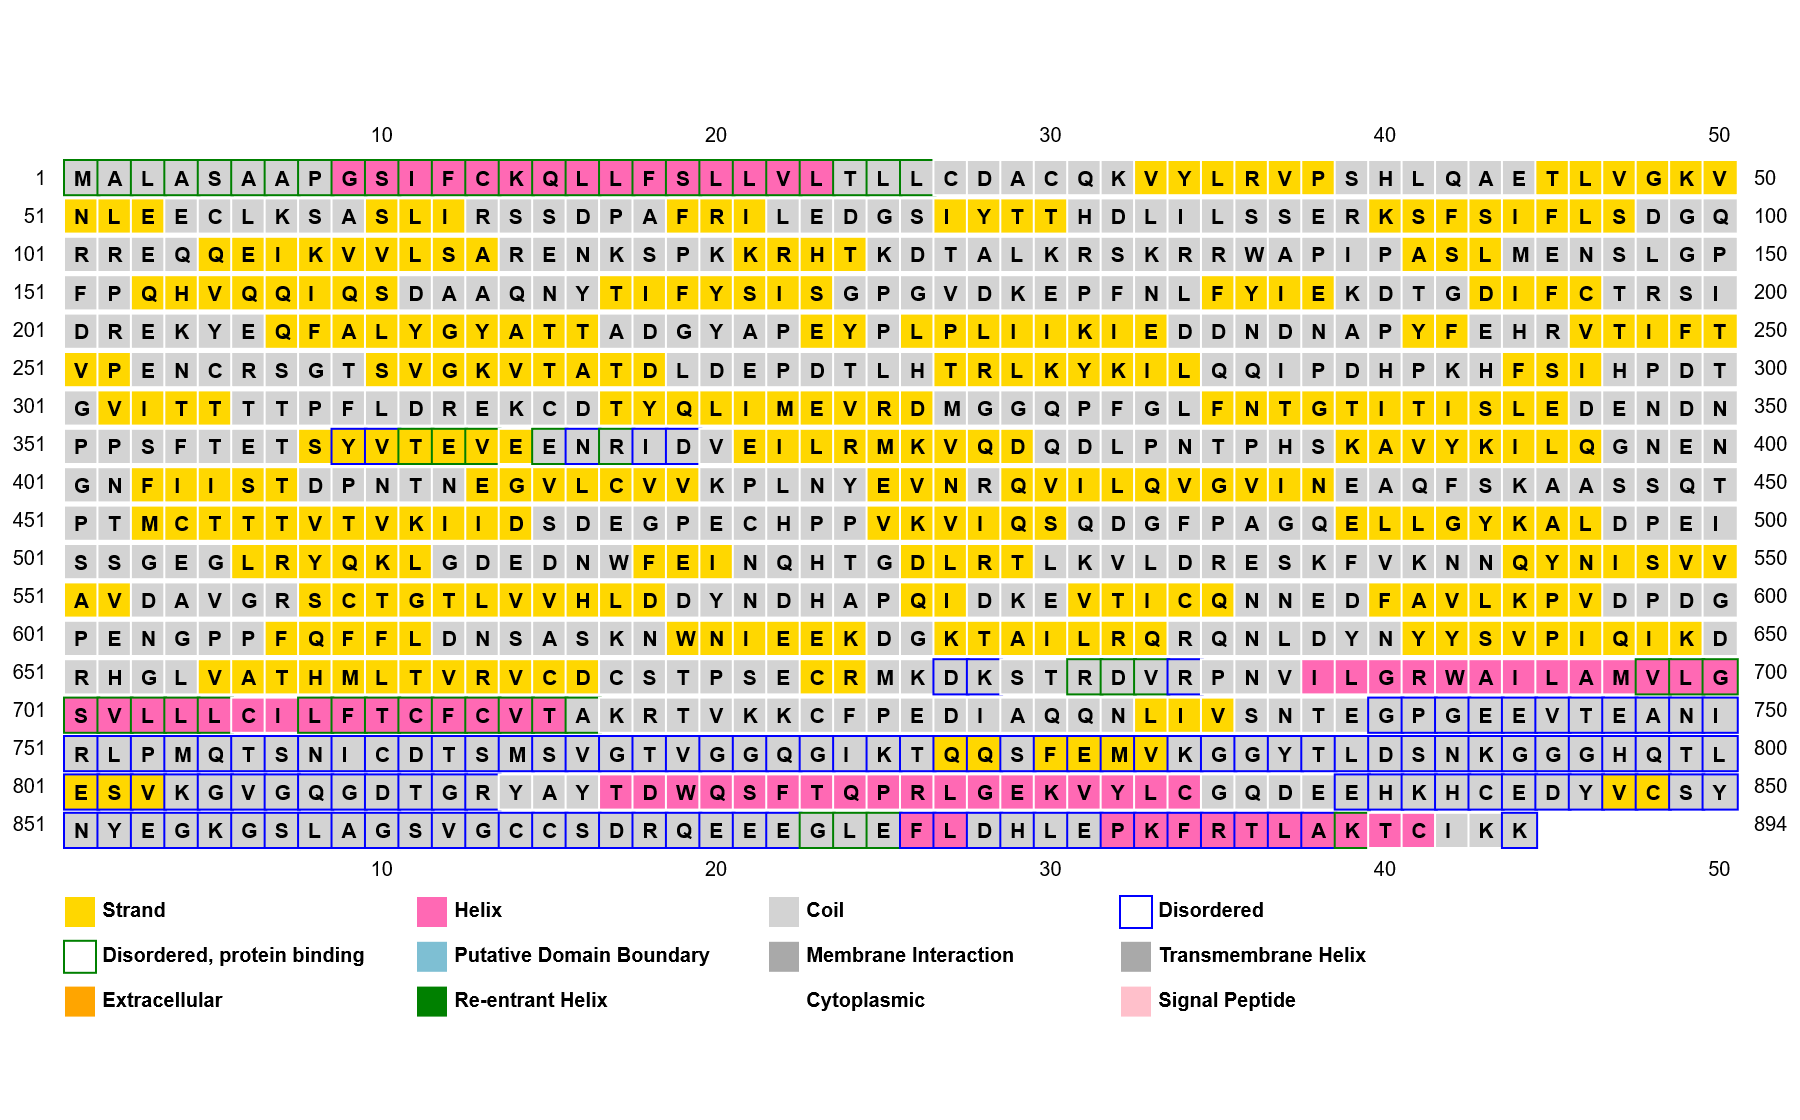 10 20 30 40 50
1 M A L A S A A P G S I F C K Q L L F S L L V L T L L C D A C Q K V Y L R V P S H L Q A E T L V G K V 50
51 N L E E C L K S A S L I R S S D P A F R I L E D G S I Y T T H D L I L S S E R K S F S I F L S D G Q 100
101 R R E Q Q E I K V V L S A R E N K S P K K R H T K D T A L K R S K R R W A P I P A S L M E N S L G P 150
151 F P Q H V Q Q I Q S D A A Q N Y T I F Y S I S G P G V D K E P F N L F Y I E K D T G D I F C T R S I 200
201 D R E K Y E Q F A L Y G Y A T T A D G Y A P E Y P L P L I I K I E D D N D N A P Y F E H R V T I F T 250
251 V P E N C R S G T S V G K V T A T D L D E P D T L H T R L K Y K I L Q Q I P D H P K H F S I H P D T 300
301 G V I T T T T P F L D R E K C D T Y Q L I M E V R D M G G Q P F G L F N T G T I T I S L E D E N D N 350
351 P P S F T E T S Y V T E V E E N R I D V E I L R M K V Q D Q D L P N T P H S K A V Y K I L Q G N E N 400
401 G N F I I S T D P N T N E G V L C V V K P L N Y E V N R Q V I L Q V G V I N E A Q F S K A A S S Q T 450
451 P T M C T T T V T V K I I D S D E G P E C H P P V K V I Q S Q D G F P A G Q E L L G Y K A L D P E I 500
501 S S G E G L R Y Q K L G D E D N W F E I N Q H T G D L R T L K V L D R E S K F V K N N Q Y N I S V V 550
551 A V D A V G R S C T G T L V V H L D D Y N D H A P Q I D K E V T I C Q N N E D F A V L K P V D P D G 600
601 P E N G P P F Q F F L D N S A S K N W N I E E K D G K T A I L R Q R Q N L D Y N Y Y S V P I Q I K D 650
651 R H G L V A T H M L T V R V C D C S T P S E C R M K D K S T R D V R P N V I L G R W A I L A M V L G 700
701 S V L L L C I L F T C F C V T A K R T V K K C F P E D I A Q Q N L I V S N T E G P G E E V T E A N I 750
751 R L P M Q T S N I C D T S M S V G T V G G Q G I K T Q Q S F E M V K G G Y T L D S N K G G G H Q T L 800
801 E S V K G V G Q G D T G R Y A Y T D W Q S F T Q P R L G E K V Y L C G Q D E E H K H C E D Y V C S Y 850
851 N Y E G K G S L A G S V G C C S D R Q E E E G L E F L D H L E P K F R T L A K T C I K K 894
10 20 30 40 50
Strand Helix Coil Disordered
Disordered, protein binding Putative Domain Boundary Membrane Interaction Transmembrane Helix
Extracellular Re-entrant Helix Cytoplasmic Signal Peptide